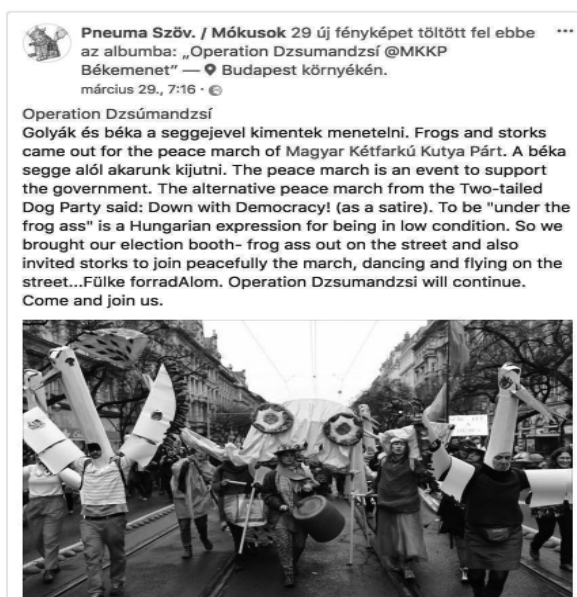 Pneuma Szöv. / Mókusok 29 új fényképet töltött fel ebbe
az albumba: „Operation Dzsumandzsí @MKKP
Békemenet” — Budapest környékén.
március 29., 7:16 ·
Operation Dzsúmandzsí
Golyák és béka a seggejevel kimentek menetelni. Frogs and storks
came out for the peace march of Magyar Kétfarkú Kutya Párt. A béka
segge alól akarunk kijutni. The peace march is an event to support
the government. The alternative peace march from the Two-tailed
Dog Party said: Down with Democracy! (as a satire). To be "under the
frog ass" is a Hungarian expression for being in low condition. So we
brought our election booth- frog ass out on the street and also
invited storks to join peacefully the march, dancing and flying on the
street...Fülke forradAlom. Operation Dzsumandzsi will continue.
Come and join us.